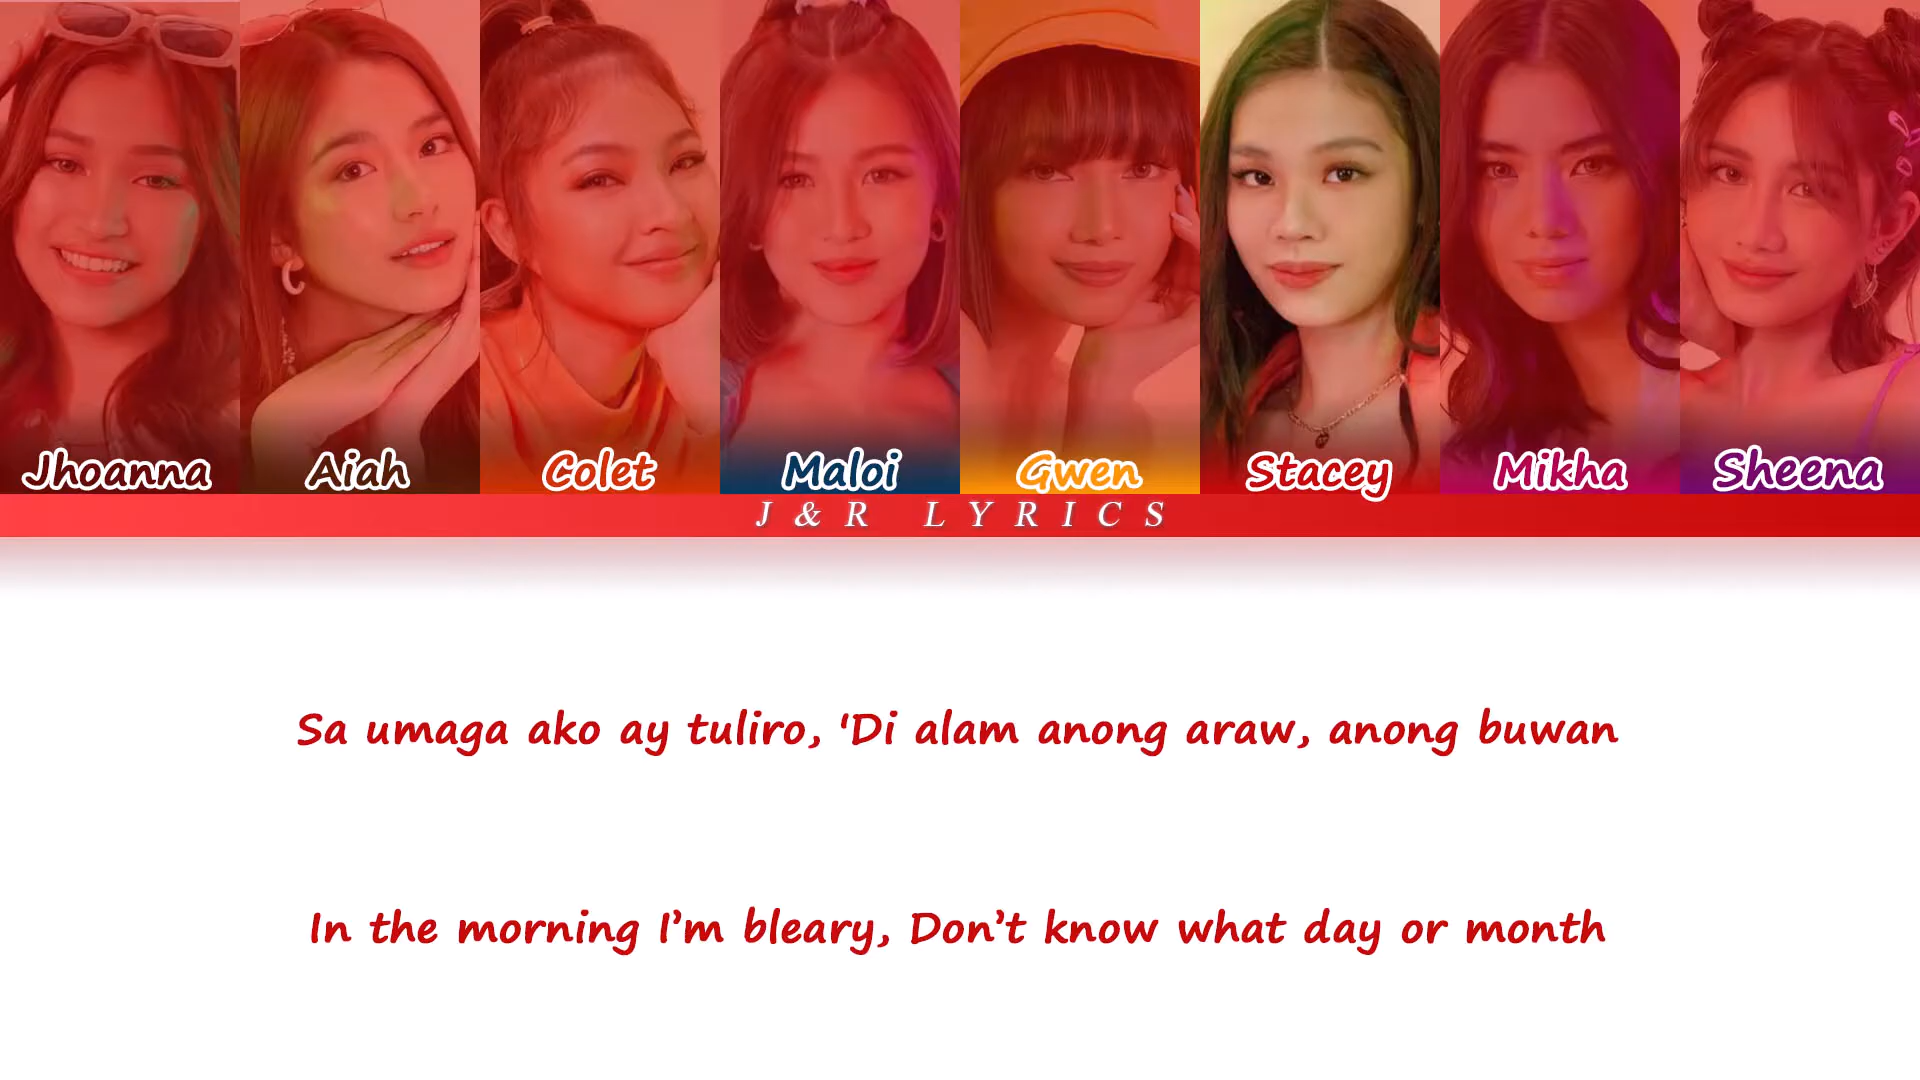 Jhoanna Aiah Colet Maloi Gwen Stacey Mikha Sheena
J & R LYRICS
Sa umaga ako ay tuliro, 'Di alam anong araw, anong buwan
In the morning I’m bleary, Don’t know what day or month